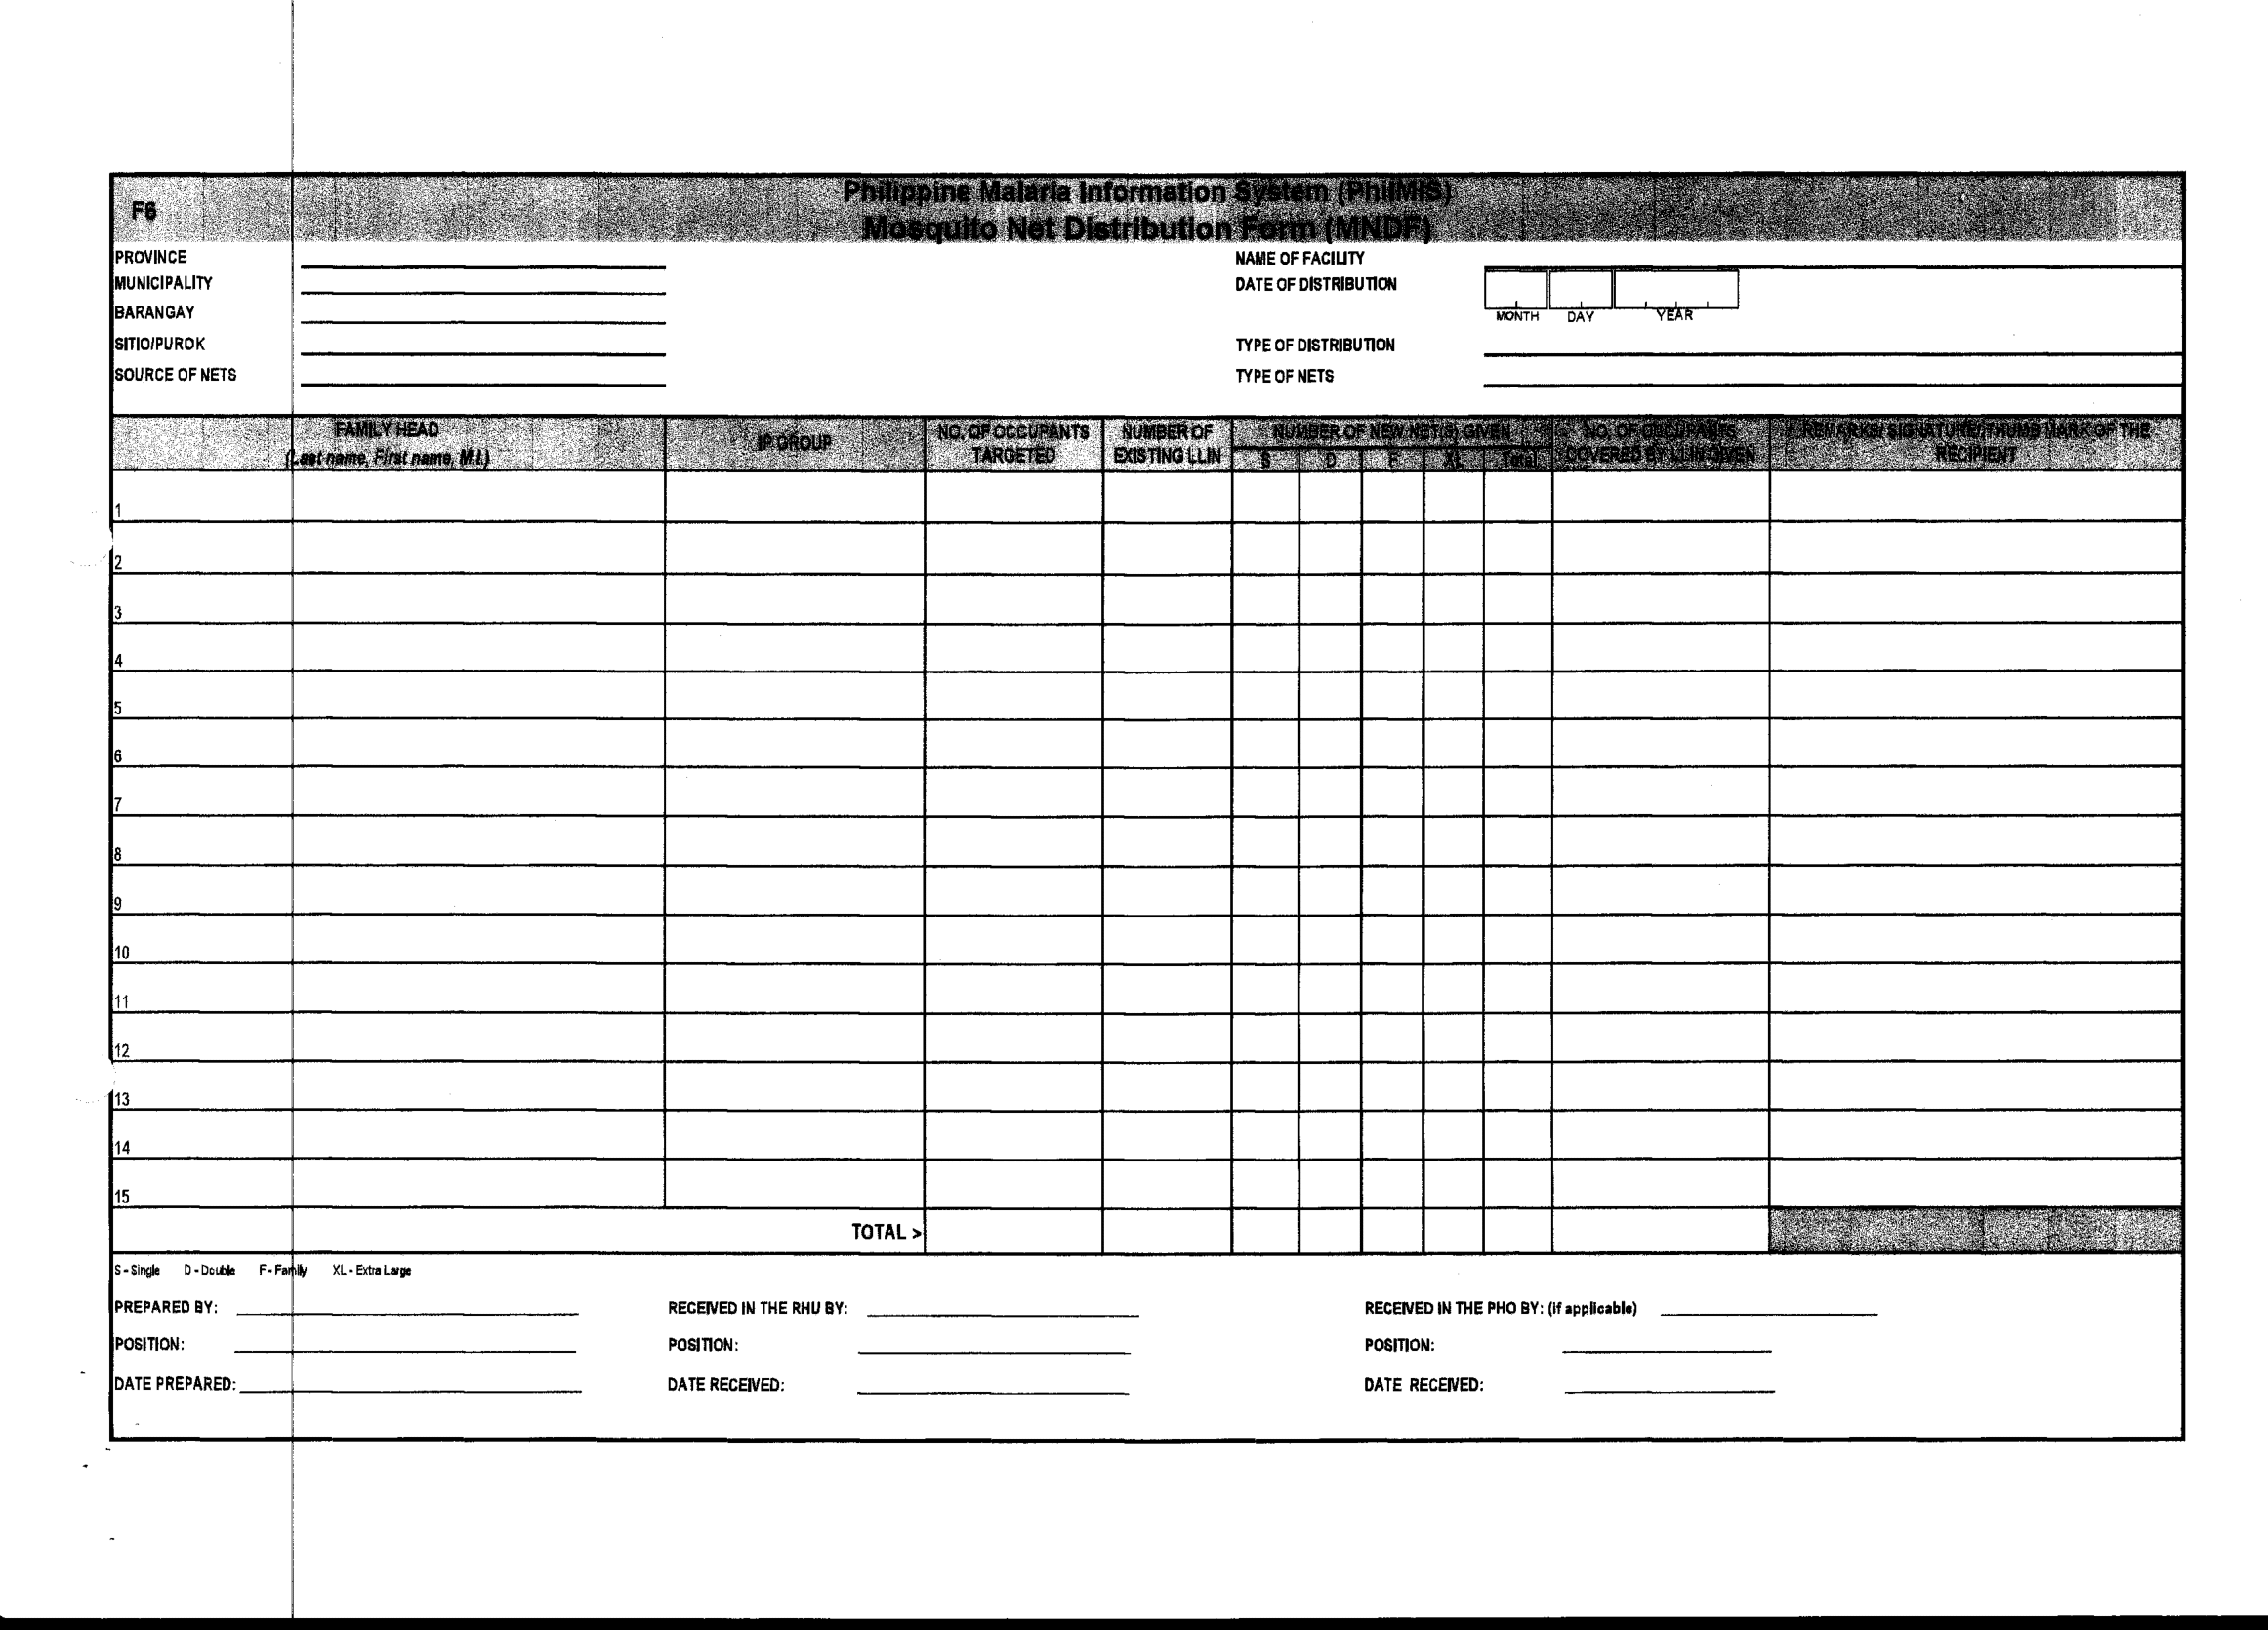 F6
Philippine Malaria Information System (PhilMIS)
Mosquito Net Distribution Form (MNDF)
PROVINCE
MUNICIPALITY
BARANGAY
SITIO/PUROK
SOURCE OF NETS
NAME OF FACILITY
DATE OF DISTRIBUTION
MONTH DAY YEAR
TYPE OF DISTRIBUTION
TYPE OF NETS
FAMILY HEAD
(Last name, First name, M.I.)
IP GROUP
NO. OF OCCUPANTS
TARGETED
NUMBER OF
EXISTING LLIN
NUMBER OF NEW NET(S) GIVEN
S D F XL Total
NO. OF OCCUPANTS
COVERED BY LLIN GIVEN
REMARKS/ SIGNATURE/THUMB MARK OF THE
RECIPIENT
1
2
3
4
5
6
7
8
9
10
11
12
13
14
15
TOTAL >
S - Single D - Double F - Family XL - Extra Large
PREPARED BY:
POSITION:
DATE PREPARED:
RECEIVED IN THE RHU BY:
POSITION:
DATE RECEIVED:
RECEIVED IN THE PHO BY: (if applicable)
POSITION:
DATE RECEIVED: